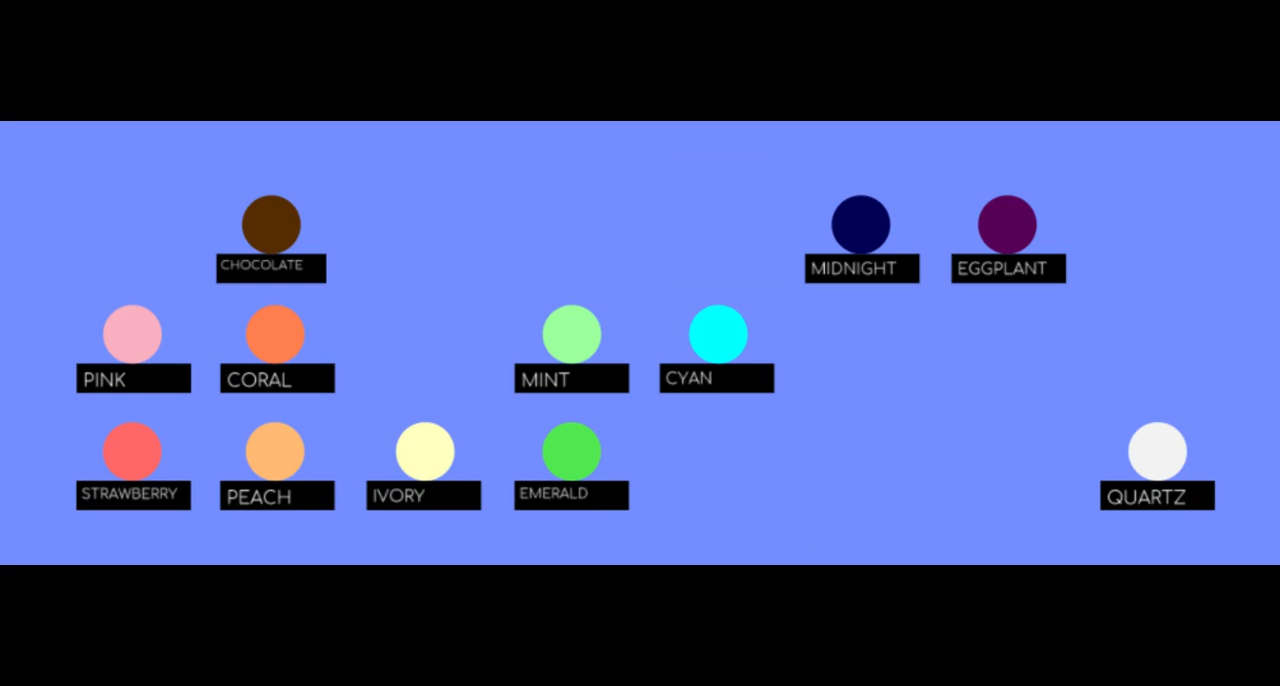 CHOCOLATE
MIDNIGHT
EGGPLANT
PINK
CORAL
MINT
CYAN
STRAWBERRY
PEACH
IVORY
EMERALD
QUARTZ